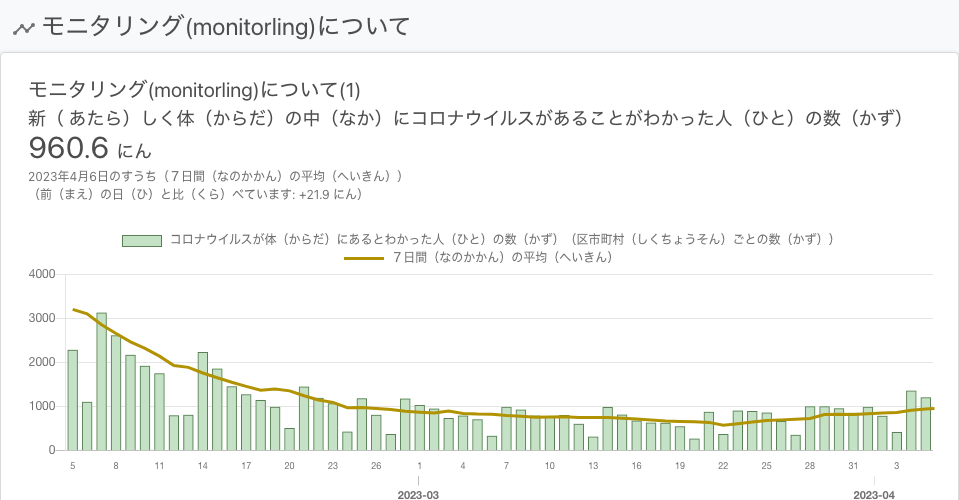 モニタリング(monitorling)について
モニタリング(monitorling)について(1)
新（ あたら）しく体（からだ）の中（なか）にコロナウイルスがあることがわかった人（ひと）の数（かず）
960.6 にん
2023年4月6日のすうち（７日間（なのかかん）の平均（へいきん））
（前（まえ）の日（ひ）と比（くら）べています: +21.9 にん）
コロナウイルスが体（からだ）にあるとわかった人（ひと）の数（かず）（区市町村（しくちょうそん）ごとの数（かず））
７日間（なのかかん）の平均（へいきん）
4000
3000
2000
1000
0
5 8 11 14 17 20 23 26 1 4 7 10 13 16 19 22 25 28 31 3
2023-03 2023-04